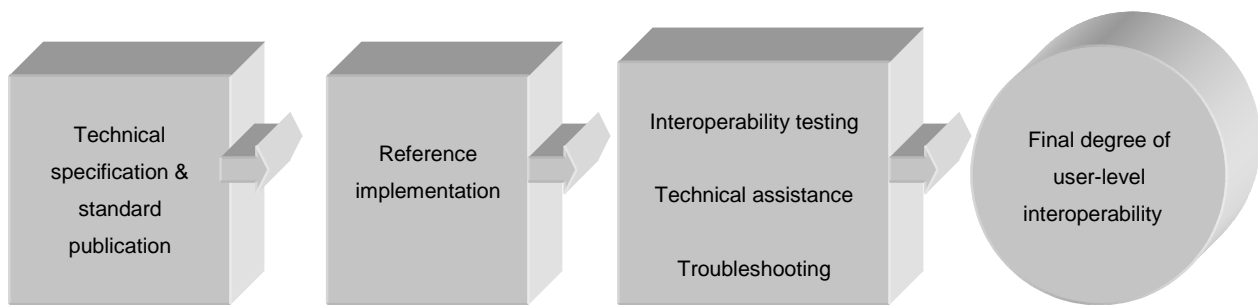 Technical
specification &
standard
publication
Reference
implementation
Interoperability testing
Technical assistance
Troubleshooting
Final degree of
user-level
interoperability